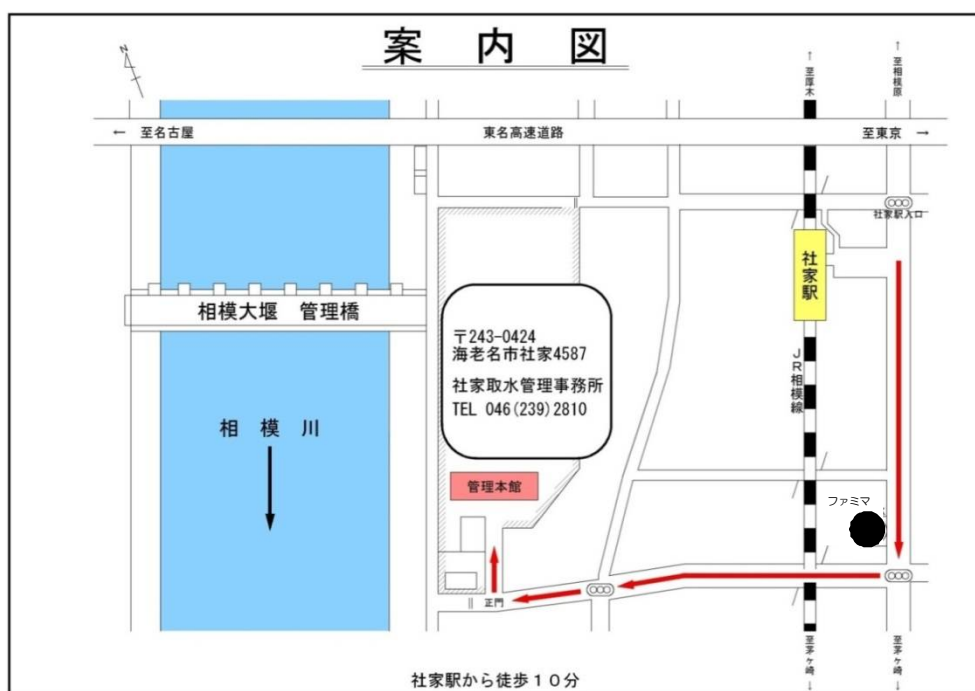 案 内 図
N
↑ 至厚木
↑ 至相模原
← 至名古屋
東名高速道路
至東京 →
社家駅入口
社家駅
相模大堰 管理橋
〒243-0424
海老名市社家4587
社家取水管理事務所
TEL 046(239)2810
JR相模線
相 模 川
管理本館
ファミマ
正門
至茅ヶ崎 ↓
至茅ヶ崎 ↓
社家駅から徒歩10分